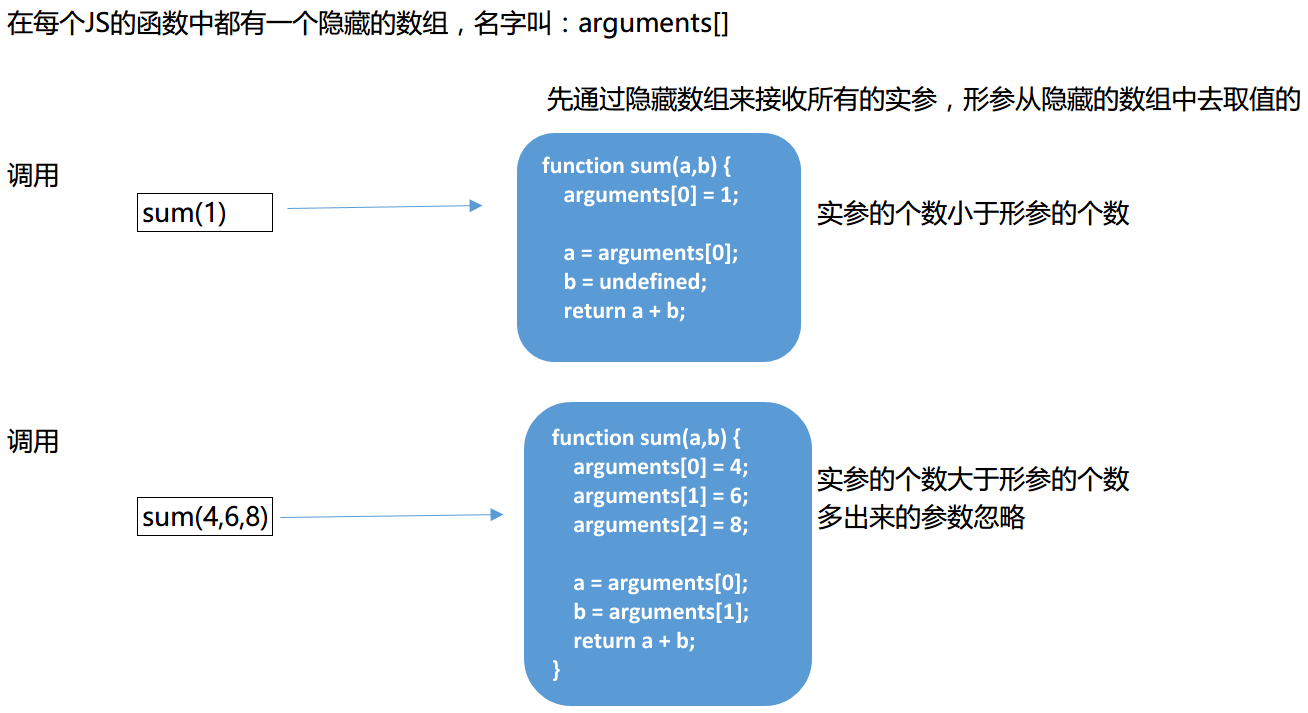 在每个JS的函数中都有一个隐藏的数组，名字叫：arguments[]
先通过隐藏数组来接收所有的实参，形参从隐藏的数组中去取值的
调用
sum(1)
function sum(a,b) {
arguments[0] = 1;
a = arguments[0];
b = undefined;
return a + b;
实参的个数小于形参的个数
调用
sum(4,6,8)
function sum(a,b) {
arguments[0] = 4;
arguments[1] = 6;
arguments[2] = 8;
a = arguments[0];
b = arguments[1];
return a + b;
}
实参的个数大于形参的个数
多出来的参数忽略